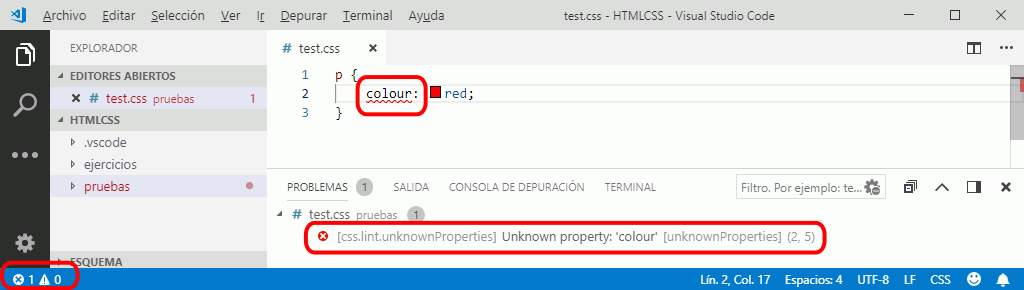 Archivo Editar Selección Ver Ir Depurar Terminal Ayuda test.css - HTMLCSS - Visual Studio Code
EXPLORADOR
EDITORES ABIERTOS
# test.css pruebas 1
HTMLCSS
.vscode
ejercicios
pruebas
ESQUEMA
# test.css
1 p {
2 colour: red;
3 }
PROBLEMAS 1 SALIDA CONSOLA DE DEPURACIÓN TERMINAL Filtro. Por ejemplo: te...
# test.css pruebas 1
[css.lint.unknownProperties] Unknown property: 'colour' [unknownProperties] (2, 5)
1 0 Lín. 2, Col. 17 Espacios: 4 UTF-8 LF CSS